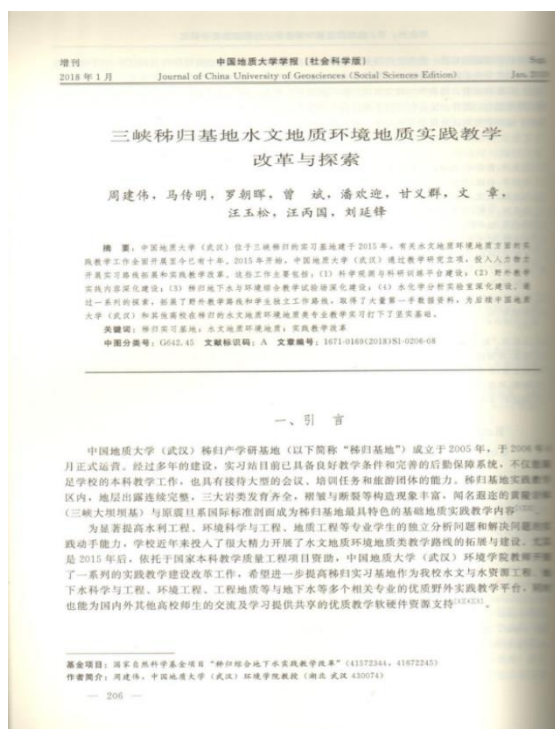 增刊 中国地质大学学报(社会科学版) Sup.
2018 年 1 月 Journal of China University of Geosciences (Social Sciences Edition) Jan. 2018
三峡秭归基地水文地质环境地质实践教学
改革与探索
周建伟,马传明,罗朝晖,曾 斌,潘欢迎,甘义群,文 章,
汪玉松,汪丙国,刘延锋
摘 要:中国地质大学(武汉)位于三峡秭归的实习基地建于 2015 年,有关水文地质环境地质方面的实
践教学工作全面开展至今已有十年。2015 年开始,中国地质大学(武汉)通过教学研究立项,投入人力物力
开展实习路线拓展和实践教学改革。这些工作主要包括:(1)科学观测与科研训练平台建设;(2)野外教学
实践内容深化建设;(3)秭归地下水与环境综合教学试验场深化建设;(4)水化学分析实验室深化建设。通
过一系列的探索,拓展了野外教学路线和学生独立工作路线,取得了大量第一手数据资料,为后续中国地质
大学(武汉)和其他南校在秭归的水文地质环境地质类专业教学实习打下了坚实基础。
关键词:秭归实习基地;水文地质环境地质;实践教学改革
中图分类号:G642.45 文献标识码:A 文章编号:1671-0169(2018)S1-0206-08
一、引 言
中国地质大学(武汉)秭归产学研基地(以下简称“秭归基地”)成立于 2005 年,于 2006 年
月正式运营。经过多年的建设,实习站目前已具备良好教学条件和完善的后勤保障系统,不仅能满
足学校的本科教学工作,也具有接待大型的会议、培训任务和旅游团体的能力。秭归基地实践教学
区内,地层出露连续完整,三大岩类发育齐全,褶皱与断裂等构造现象丰富,闻名遐迩的黄陵
(三峡大坝坝基)与原震旦系国际标准剖面成为秭归基地最具特色的基础地质实践教学内容
为显著提高水利工程、环境科学与工程、地质工程等专业学生的独立分析问题和解决问题的实
践动手能力,学校近年来投入了很大精力开展了水文地质环境地质类教学路线的拓展与建设。尤其
是 2015 年后,依托于国家本科教学质量工程项目资助,中国地质大学(武汉)环境学院教师开展
了一系列的实践教学建设改革工作,希望进一步提高秭归实习基地作为我校水文与水资源工程、地
下水科学与工程、环境工程、工程地质等与地下水等多个相关专业的优质野外实践教学平台,同时
也能为国内外其他高校师生的交流及学习提供共享的优质教学软硬件资源支持
基金项目:国家自然科学基金项目“秭归综合地下水实践教学改革”(41572344,41672245)
作者简介:周建伟,中国地质大学(武汉)环境学院教授(湖北 武汉 430074)
— 206 —